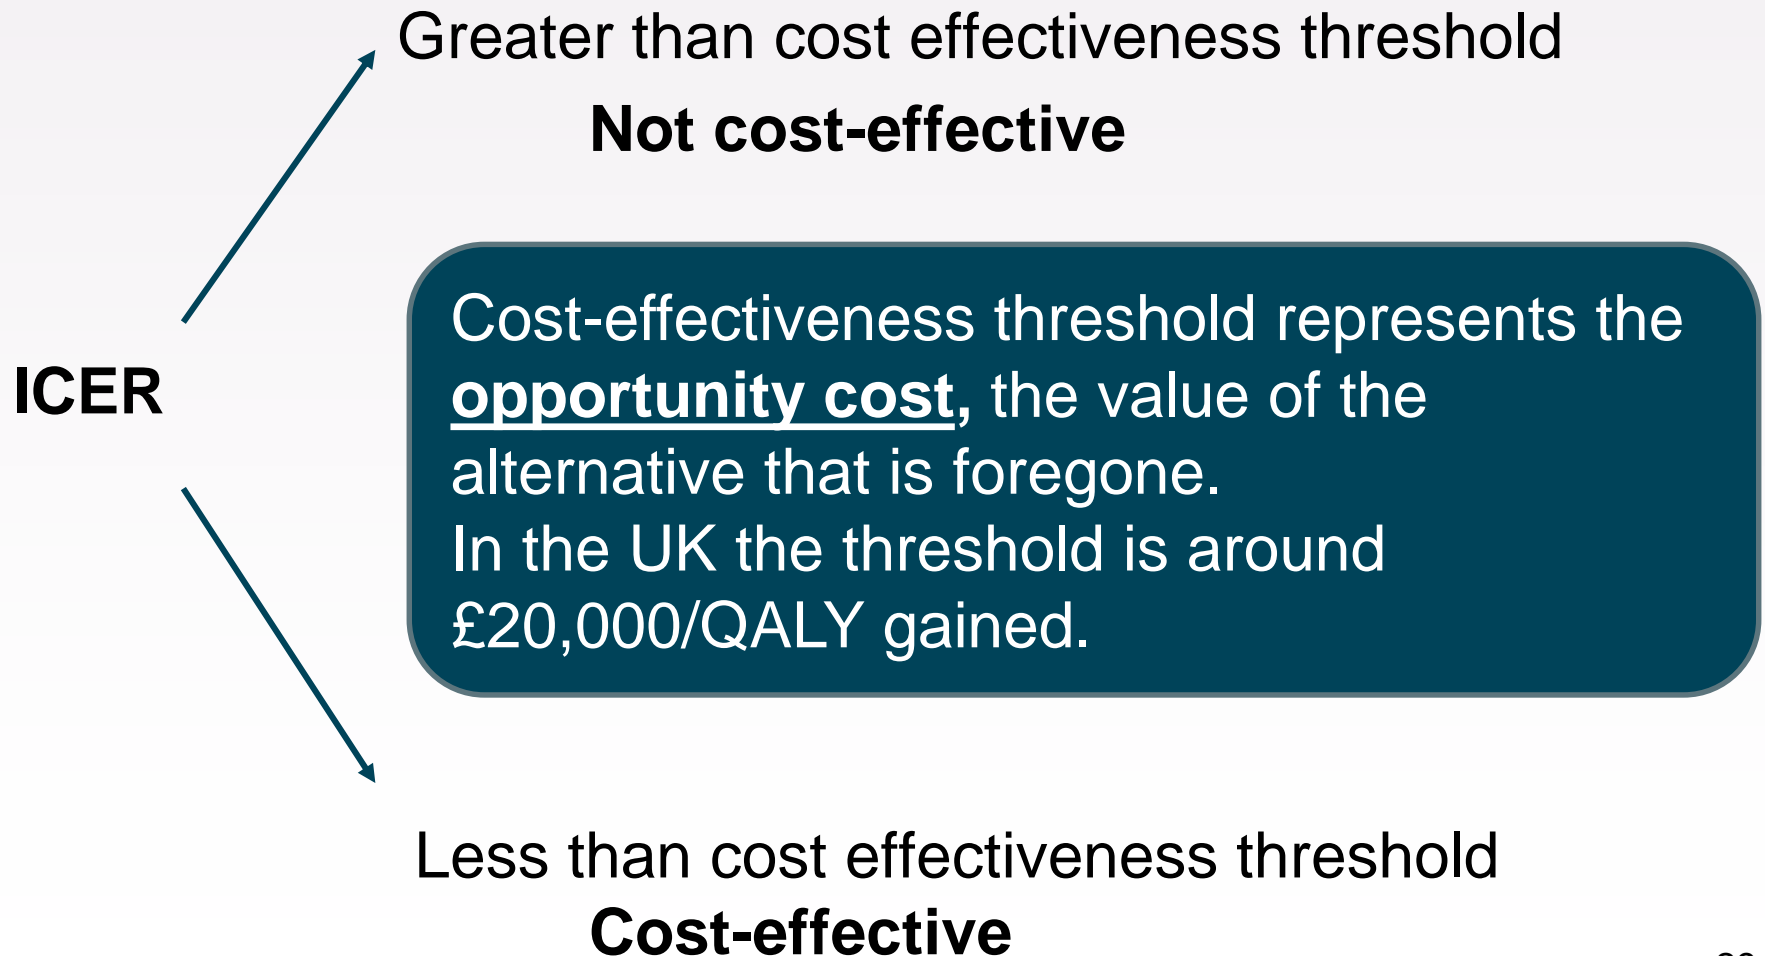 Greater than cost effectiveness threshold
Not cost-effective
ICER
Cost-effectiveness threshold represents the
opportunity cost, the value of the
alternative that is foregone.
In the UK the threshold is around
£20,000/QALY gained.
Less than cost effectiveness threshold
Cost-effective